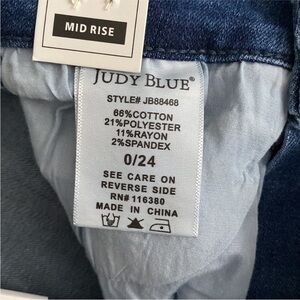 MID RISE
JUDY BLUE®
STYLE# JB88468
66%COTTON
21%POLYESTER
11%RAYON
2%SPANDEX
0/24
SEE CARE ON
REVERSE SIDE
RN# 116380
MADE IN CHINA